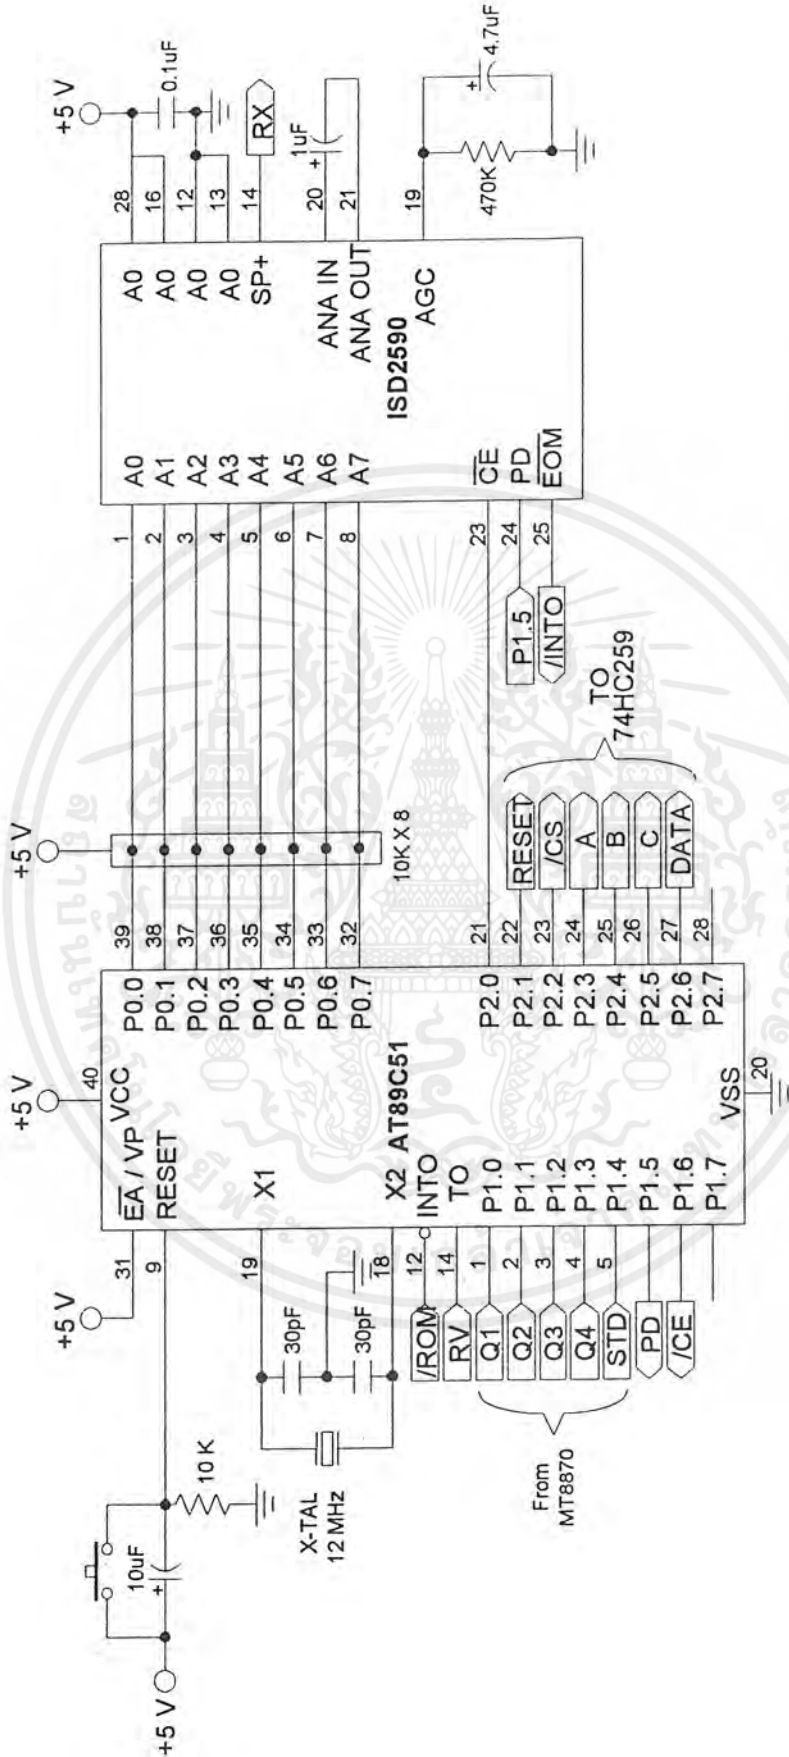 +5 V
10uF
+
10 K
+5 V
31
9
EA / VP
RESET
VCC
40
+5 V
X-TAL
12 MHz
30pF
30pF
19
18
X1
X2
AT89C51
/ROM
RV
Q1
Q2
Q3
Q4
STD
PD
/CE
12
14
1
2
3
4
5
INTO
TO
P1.0
P1.1
P1.2
P1.3
P1.4
P1.5
P1.6
P1.7
From
MT8870
VSS
20
P0.0
P0.1
P0.2
P0.3
P0.4
P0.5
P0.6
P0.7
39
38
37
36
35
34
33
32
+5 V
10K X 8
P2.0
P2.1
P2.2
P2.3
P2.4
P2.5
P2.6
P2.7
21
22
23
24
25
26
27
28
RESET
/CS
A
B
C
DATA
TO
74HC259
1
2
3
4
5
6
7
8
A0
A1
A2
A3
A4
A5
A6
A7
23
24
25
P1.5
/INTO
CE
PD
EOM
ISD2590
A0
A0
A0
A0
SP+
ANA IN
ANA OUT
AGC
28
16
12
13
14
20
21
19
+5 V
0.1uF
RX
1uF
+
470K
4.7uF
+